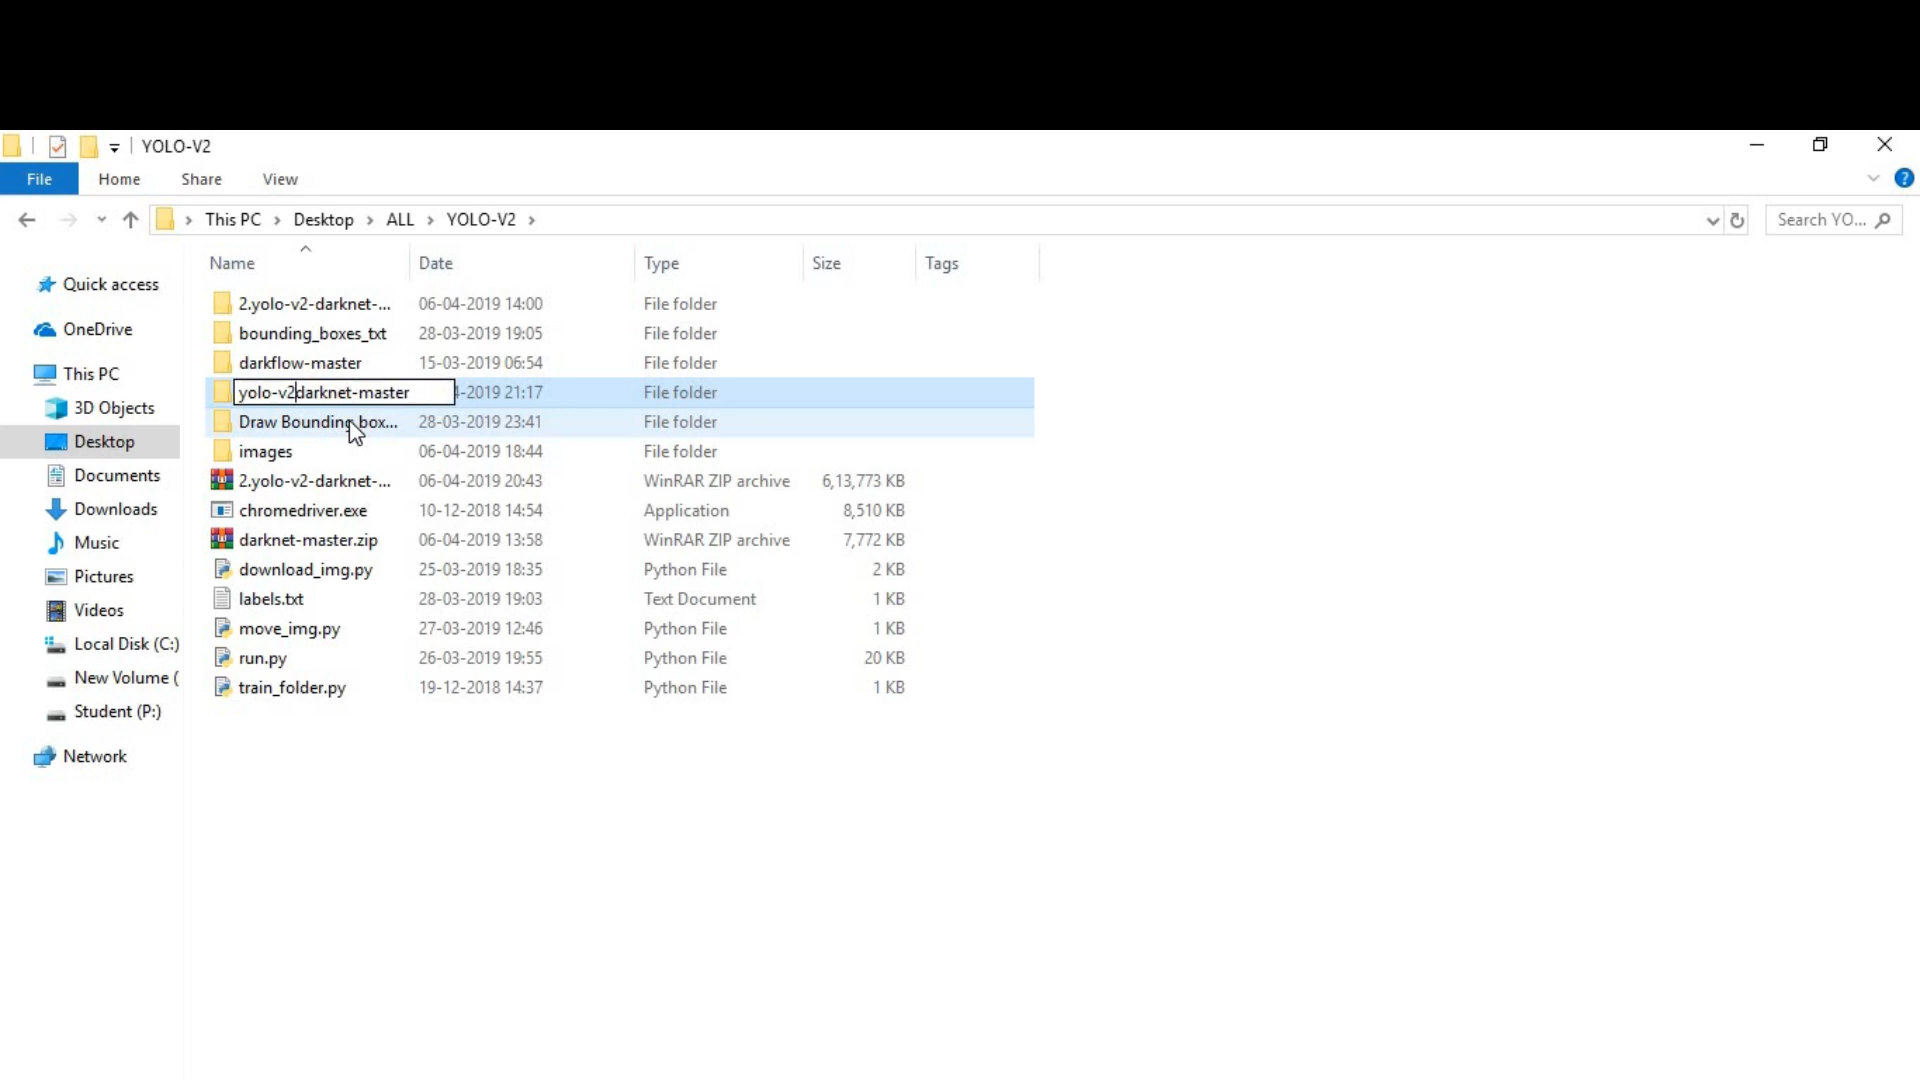 YOLO-V2
File Home Share View
This PC Desktop ALL YOLO-V2 Search YO...
Name Date Type Size Tags
Quick access
OneDrive
This PC
3D Objects
Desktop
Documents
Downloads
Music
Pictures
Videos
Local Disk (C:)
New Volume (
Student (P:)
Network
2.yolo-v2-darknet-... 06-04-2019 14:00 File folder
bounding_boxes_txt 28-03-2019 19:05 File folder
darkflow-master 15-03-2019 06:54 File folder
yolo-v2darknet-master 4-2019 21:17 File folder
Draw Bounding box... 28-03-2019 23:41 File folder
images 06-04-2019 18:44 File folder
2.yolo-v2-darknet-... 06-04-2019 20:43 WinRAR ZIP archive 6,13,773 KB
chromedriver.exe 10-12-2018 14:54 Application 8,510 KB
darknet-master.zip 06-04-2019 13:58 WinRAR ZIP archive 7,772 KB
download_img.py 25-03-2019 18:35 Python File 2 KB
labels.txt 28-03-2019 19:03 Text Document 1 KB
move_img.py 27-03-2019 12:46 Python File 1 KB
run.py 26-03-2019 19:55 Python File 20 KB
train_folder.py 19-12-2018 14:37 Python File 1 KB